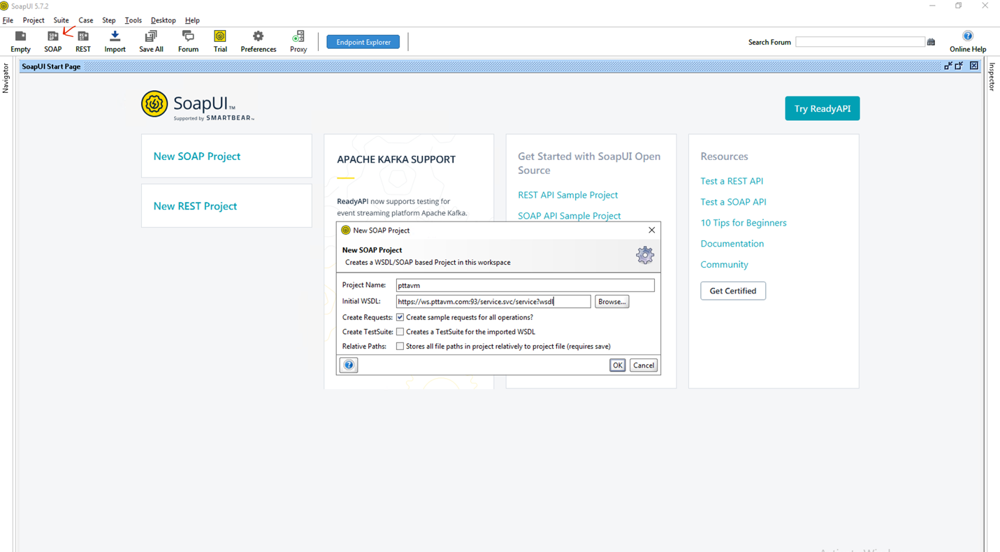 SoapUI 5.7.2
File Project Suite Case Step Tools Desktop Help
Empty SOAP REST Import Save All Forum Trial Preferences Proxy Endpoint Explorer Search Forum Online Help
Navigator
SoapUI Start Page
Inspector
SoapUI™
Supported by SMARTBEAR™
Try ReadyAPI
New SOAP Project
New REST Project
APACHE KAFKA SUPPORT
ReadyAPI now supports testing for
event streaming platform Apache Kafka.
Get Started with SoapUI Open
Source
REST API Sample Project
SOAP API Sample Project
Resources
Test a REST API
Test a SOAP API
10 Tips for Beginners
Documentation
Community
Get Certified
New SOAP Project
New SOAP Project
Creates a WSDL/SOAP based Project in this workspace
Project Name: pttavm
Initial WSDL: https://ws.pttavm.com:93/service.svc/service?wsdl Browse...
Create Requests: Create sample requests for all operations?
Create TestSuite: Creates a TestSuite for the imported WSDL
Relative Paths: Stores all file paths in project relatively to project file (requires save)
OK Cancel